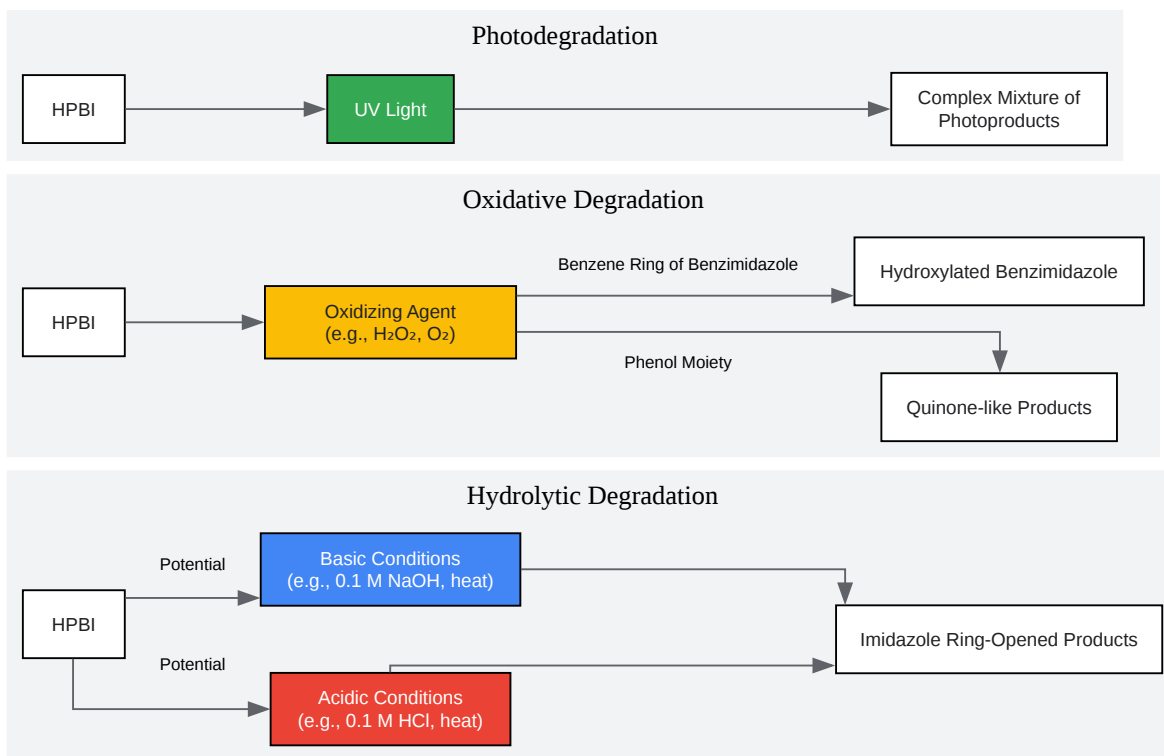 Photodegradation
HPBI
UV Light
Complex Mixture of
Photoproducts
Oxidative Degradation
HPBI
Oxidizing Agent
(e.g., H₂O₂, O₂)
Benzene Ring of Benzimidazole
Hydroxylated Benzimidazole
Phenol Moiety
Quinone-like Products
Hydrolytic Degradation
HPBI
Potential
Basic Conditions
(e.g., 0.1 M NaOH, heat)
Potential
Acidic Conditions
(e.g., 0.1 M HCl, heat)
Imidazole Ring-Opened Products